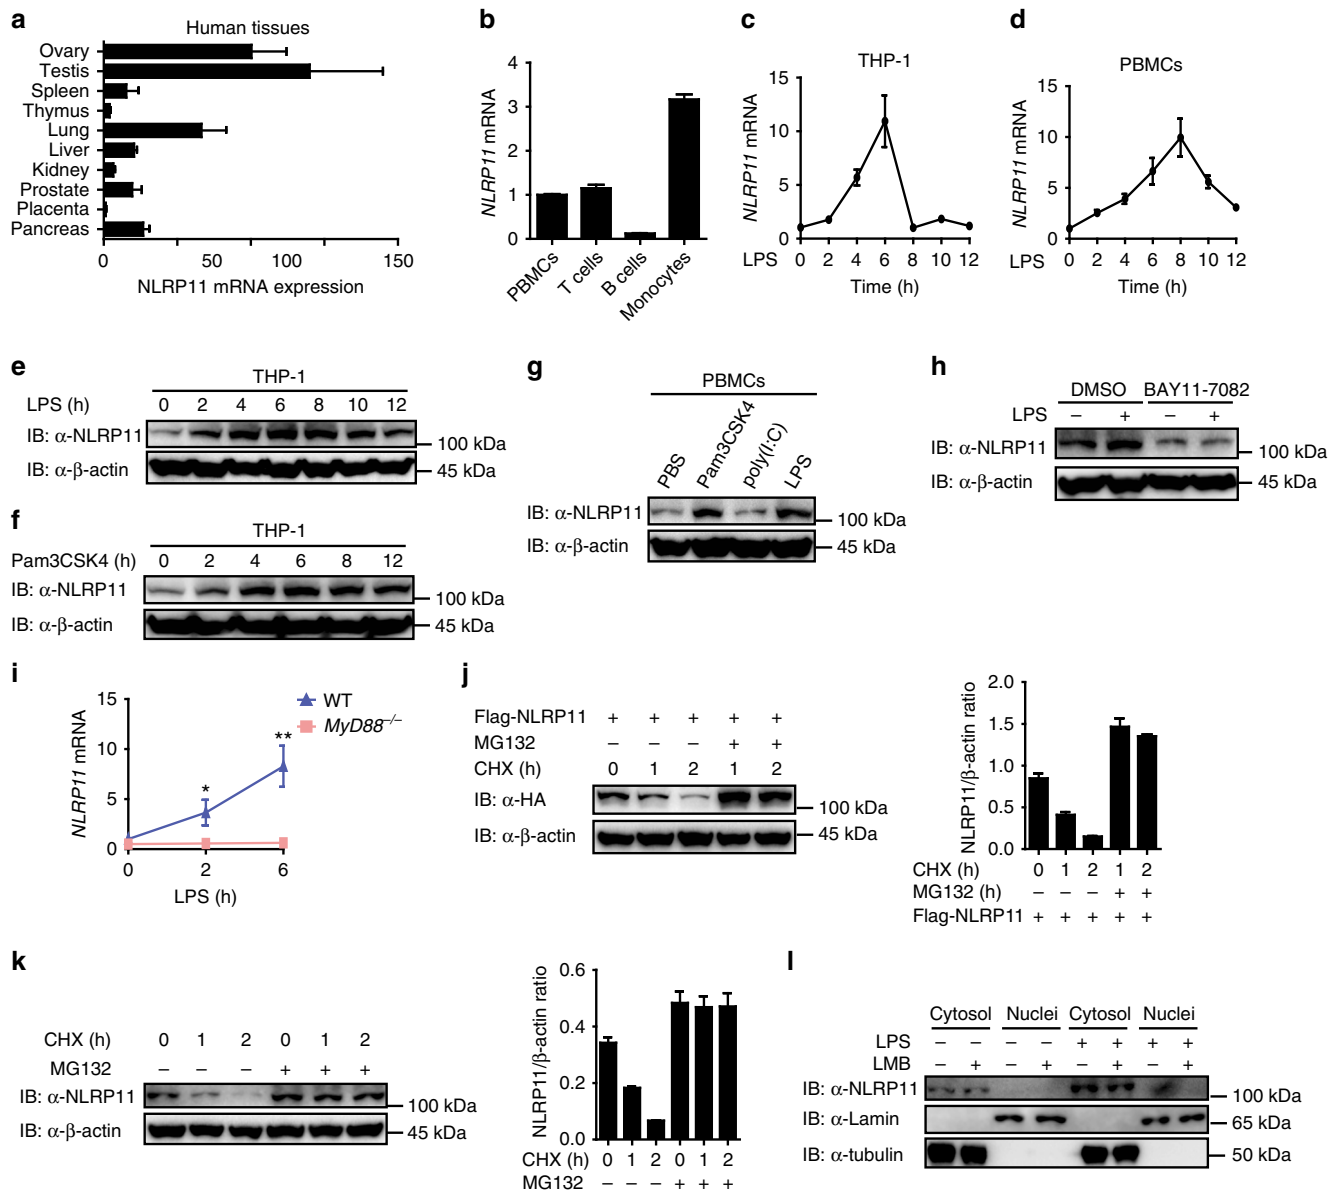 a
Human tissues
Ovary
Testis
Spleen
Thymus
Lung
Liver
Kidney
Prostate
Placenta
Pancreas
0 50 100 150
NLRP11 mRNA expression
b
NLRP11 mRNA
4
3
2
1
0
PBMCs
T cells
B cells
Monocytes
c
THP-1
NLRP11 mRNA
15
10
5
0
LPS 0 2 4 6 8 10 12
Time (h)
d
PBMCs
NLRP11 mRNA
15
10
5
0
LPS 0 2 4 6 8 10 12
Time (h)
e
THP-1
LPS (h) 0 2 4 6 8 10 12
IB: α-NLRP11 100 kDa
IB: α-β-actin 45 kDa
f
THP-1
Pam3CSK4 (h) 0 2 4 6 8 12
IB: α-NLRP11 100 kDa
IB: α-β-actin 45 kDa
g
PBMCs
PBS
Pam3CSK4
poly(I:C)
LPS
IB: α-NLRP11 100 kDa
IB: α-β-actin 45 kDa
h
DMSO BAY11-7082
LPS − + − +
IB: α-NLRP11 100 kDa
IB: α-β-actin 45 kDa
i
NLRP11 mRNA
15
10
5
0
WT
MyD88−/−
*
**
0 2 6
LPS (h)
j
Flag-NLRP11 + + + + +
MG132 − − − + +
CHX (h) 0 1 2 1 2
IB: α-HA 100 kDa
IB: α-β-actin 45 kDa
NLRP11/β-actin ratio
2.0
1.5
1.0
0.5
0.0
CHX (h) 0 1 2 1 2
MG132 (h) − − − + +
Flag-NLRP11 + + + + +
k
CHX (h) 0 1 2 0 1 2
MG132 − − − + + +
IB: α-NLRP11 100 kDa
IB: α-β-actin 45 kDa
NLRP11/β-actin ratio
0.6
0.4
0.2
0.0
CHX (h) 0 1 2 0 1 2
MG132 − − − + + +
l
Cytosol Nuclei Cytosol Nuclei
LPS − − − − + + + +
LMB − + − + − + − +
IB: α-NLRP11 100 kDa
IB: α-Lamin 65 kDa
IB: α-tubulin 50 kDa